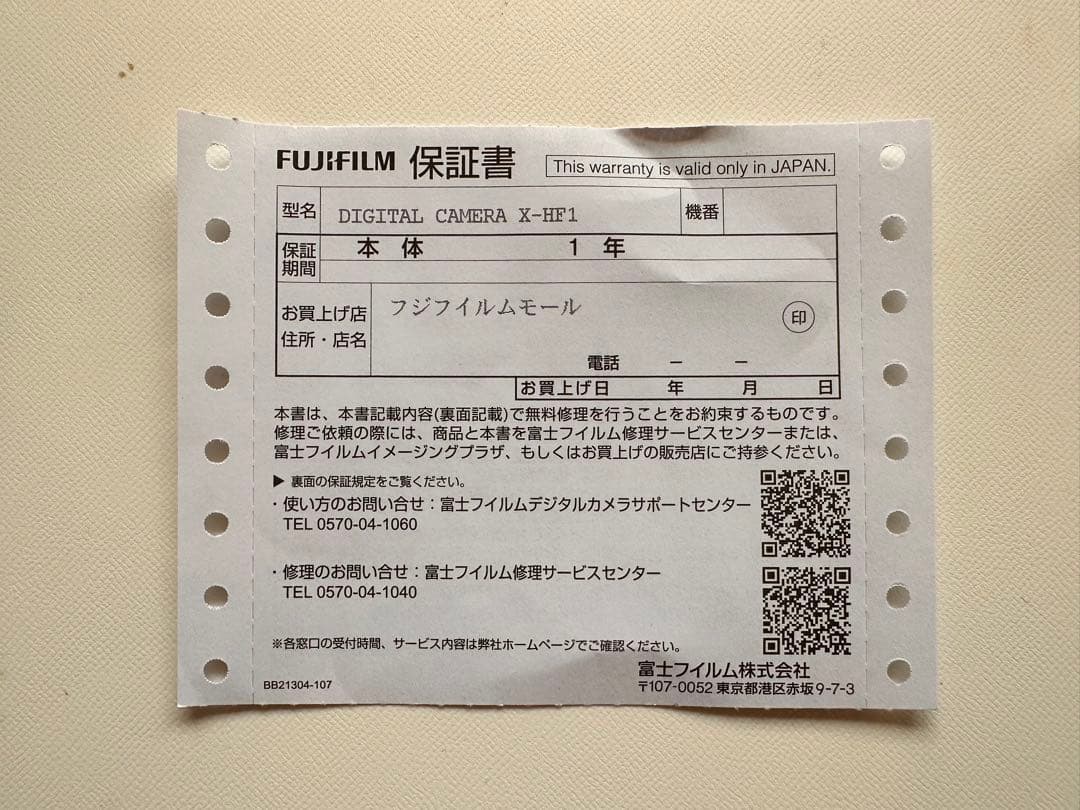 FUJIFILM 保証書 This warranty is valid only in JAPAN.
型名 DIGITAL CAMERA X-HF1 機番
保証期間 本体 1年
お買上げ店 フジフイルムモール 印
住所・店名
電話 ー ー
お買上げ日 年 月 日
本書は、本書記載内容(裏面記載)で無料修理を行うことをお約束するものです。
修理ご依頼の際には、商品と本書を富士フイルム修理サービスセンターまたは、
富士フイルムイメージングプラザ、もしくはお買上げの販売店にご持参ください。
▶ 裏面の保証規定をご覧ください。
・使い方のお問い合せ：富士フイルムデジタルカメラサポートセンター
TEL 0570-04-1060
・修理のお問い合せ：富士フイルム修理サービスセンター
TEL 0570-04-1040
※各窓口の受付時間、サービス内容は弊社ホームページでご確認ください。
富士フイルム株式会社
BB21304-107 〒107-0052 東京都港区赤坂9-7-3